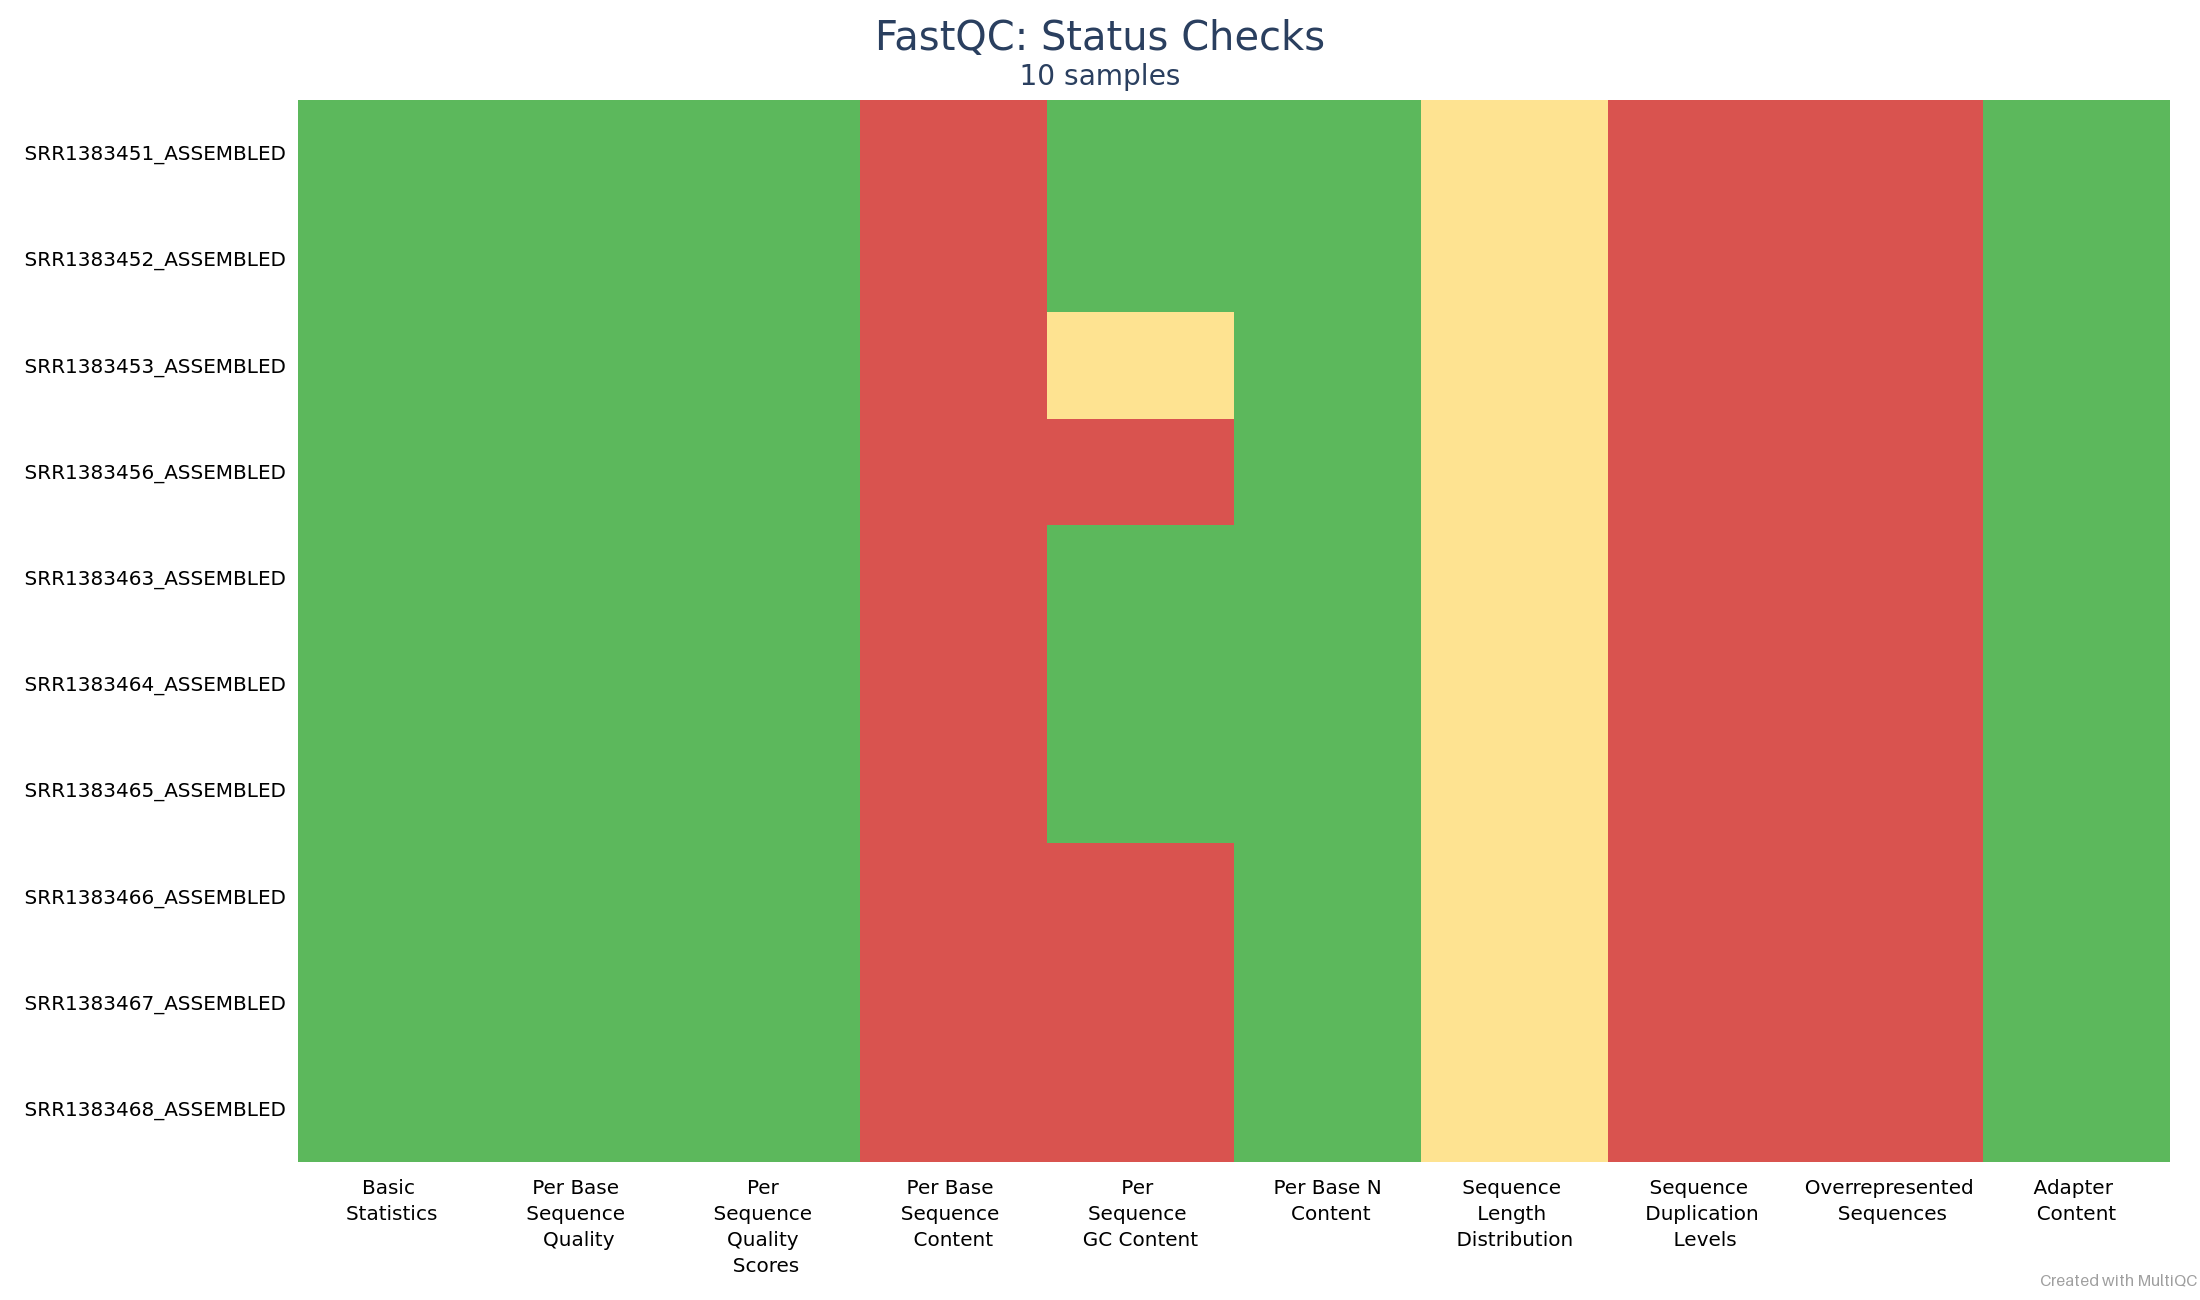 FastQC: Status Checks
10 samples
SRR1383451_ASSEMBLED
SRR1383452_ASSEMBLED
SRR1383453_ASSEMBLED
SRR1383456_ASSEMBLED
SRR1383463_ASSEMBLED
SRR1383464_ASSEMBLED
SRR1383465_ASSEMBLED
SRR1383466_ASSEMBLED
SRR1383467_ASSEMBLED
SRR1383468_ASSEMBLED
Basic
Statistics
Per Base
Sequence
Quality
Per
Sequence
Quality
Scores
Per Base
Sequence
Content
Per
Sequence
GC Content
Per Base N
Content
Sequence
Length
Distribution
Sequence
Duplication
Levels
Overrepresented
Sequences
Adapter
Content
Created with MultiQC